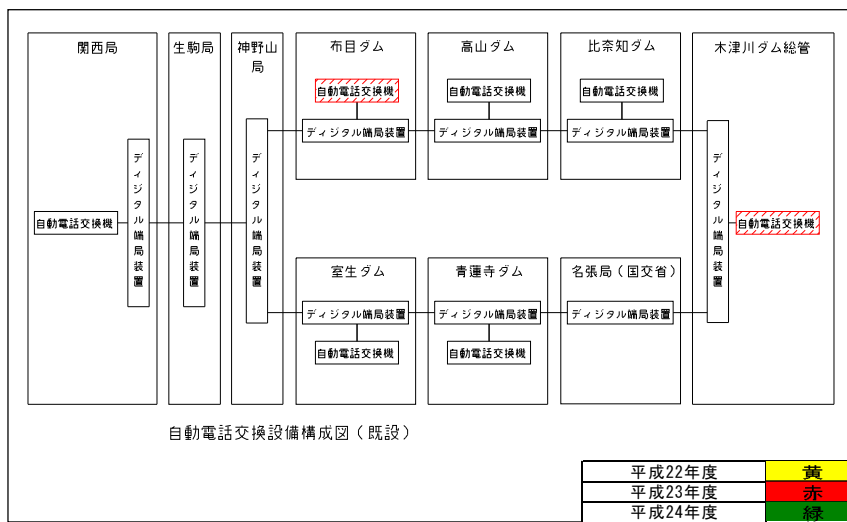 関西局
生駒局
神野山
局
布目ダム
高山ダム
比奈知ダム
木津川ダム総管
自動電話交換機
自動電話交換機
自動電話交換機
ディジタル端局装置
ディジタル端局装置
ディジタル端局装置
ディジタル端局装置
ディジタル端局装置
ディジタル端局装置
ディジタル端局装置
自動電話交換機
自動電話交換機
室生ダム
青蓮寺ダム
名張局(国交省)
ディジタル端局装置
ディジタル端局装置
ディジタル端局装置
自動電話交換機
自動電話交換機
自動電話交換設備構成図(既設)
平成22年度 黄
平成23年度 赤
平成24年度 緑